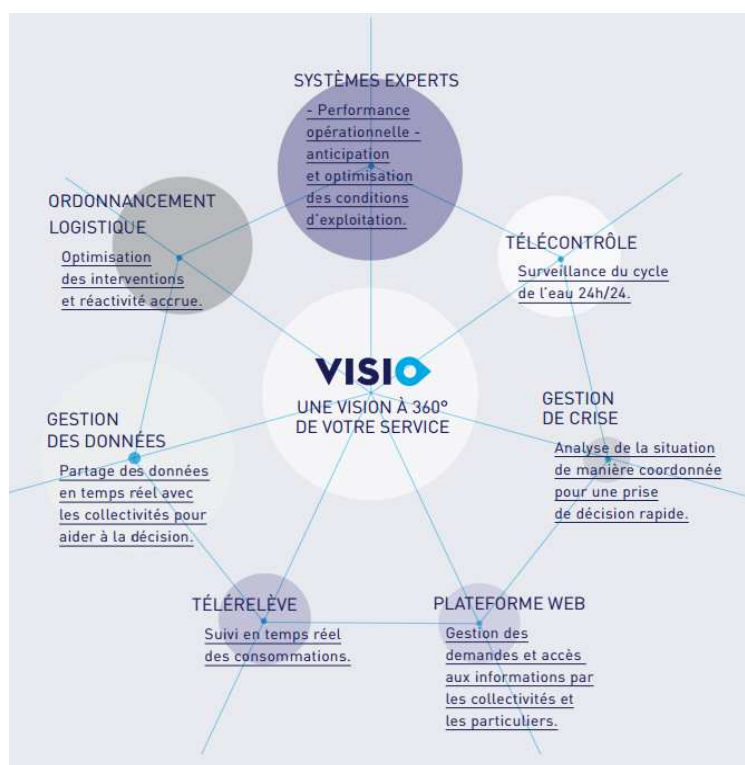 SYSTÈMES EXPERTS
- Performance
opérationnelle -
anticipation
et optimisation
des conditions
d'exploitation.
ORDONNANCEMENT
LOGISTIQUE
Optimisation
des interventions
et réactivité accrue.
TÉLÉCONTRÔLE
Surveillance du cycle
de l'eau 24h/24.
VISIO
UNE VISION À 360°
DE VOTRE SERVICE
GESTION
DES DONNÉES
Partage des données
en temps réel avec
les collectivités pour
aider à la décision.
GESTION
DE CRISE
Analyse de la situation
de manière coordonnée
pour une prise
de décision rapide.
TÉLÉRELÈVE
Suivi en temps réel
des consommations.
PLATEFORME WEB
Gestion des
demandes et accès
aux informations par
les collectivités et
les particuliers.